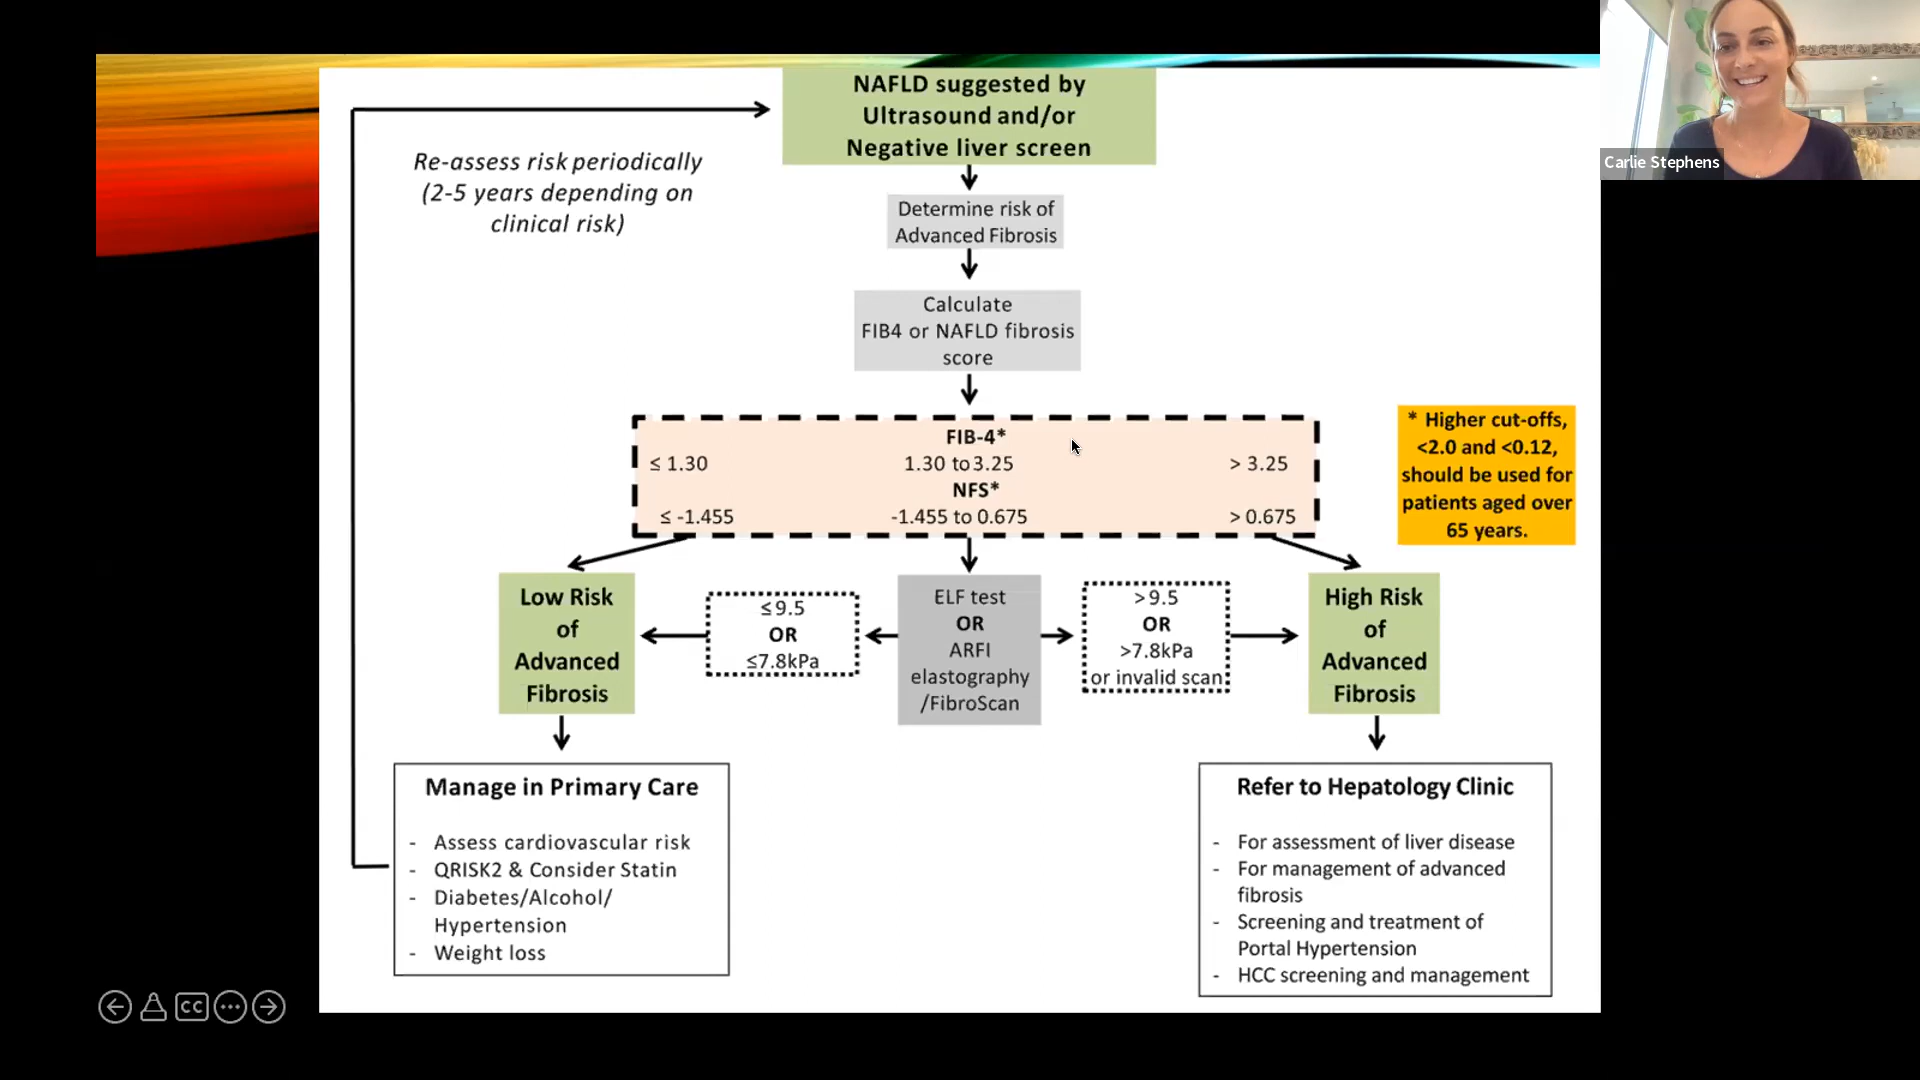 NAFLD suggested by
Ultrasound and/or
Negative liver screen
Carlie Stephens
Re-assess risk periodically
(2-5 years depending on
clinical risk)
Determine risk of
Advanced Fibrosis
Calculate
FIB4 or NAFLD fibrosis
score
FIB-4*
≤ 1.30 1.30 to 3.25 > 3.25
NFS*
≤ -1.455 -1.455 to 0.675 > 0.675
* Higher cut-offs,
<2.0 and <0.12,
should be used for
patients aged over
65 years.
Low Risk
of
Advanced
Fibrosis
≤ 9.5
OR
≤7.8kPa
ELF test
OR
ARFI
elastography
/FibroScan
> 9.5
OR
>7.8kPa
or invalid scan
High Risk
of
Advanced
Fibrosis
Manage in Primary Care
- Assess cardiovascular risk
- QRISK2 & Consider Statin
- Diabetes/Alcohol/
Hypertension
- Weight loss
Refer to Hepatology Clinic
- For assessment of liver disease
- For management of advanced
fibrosis
- Screening and treatment of
Portal Hypertension
- HCC screening and management
CC